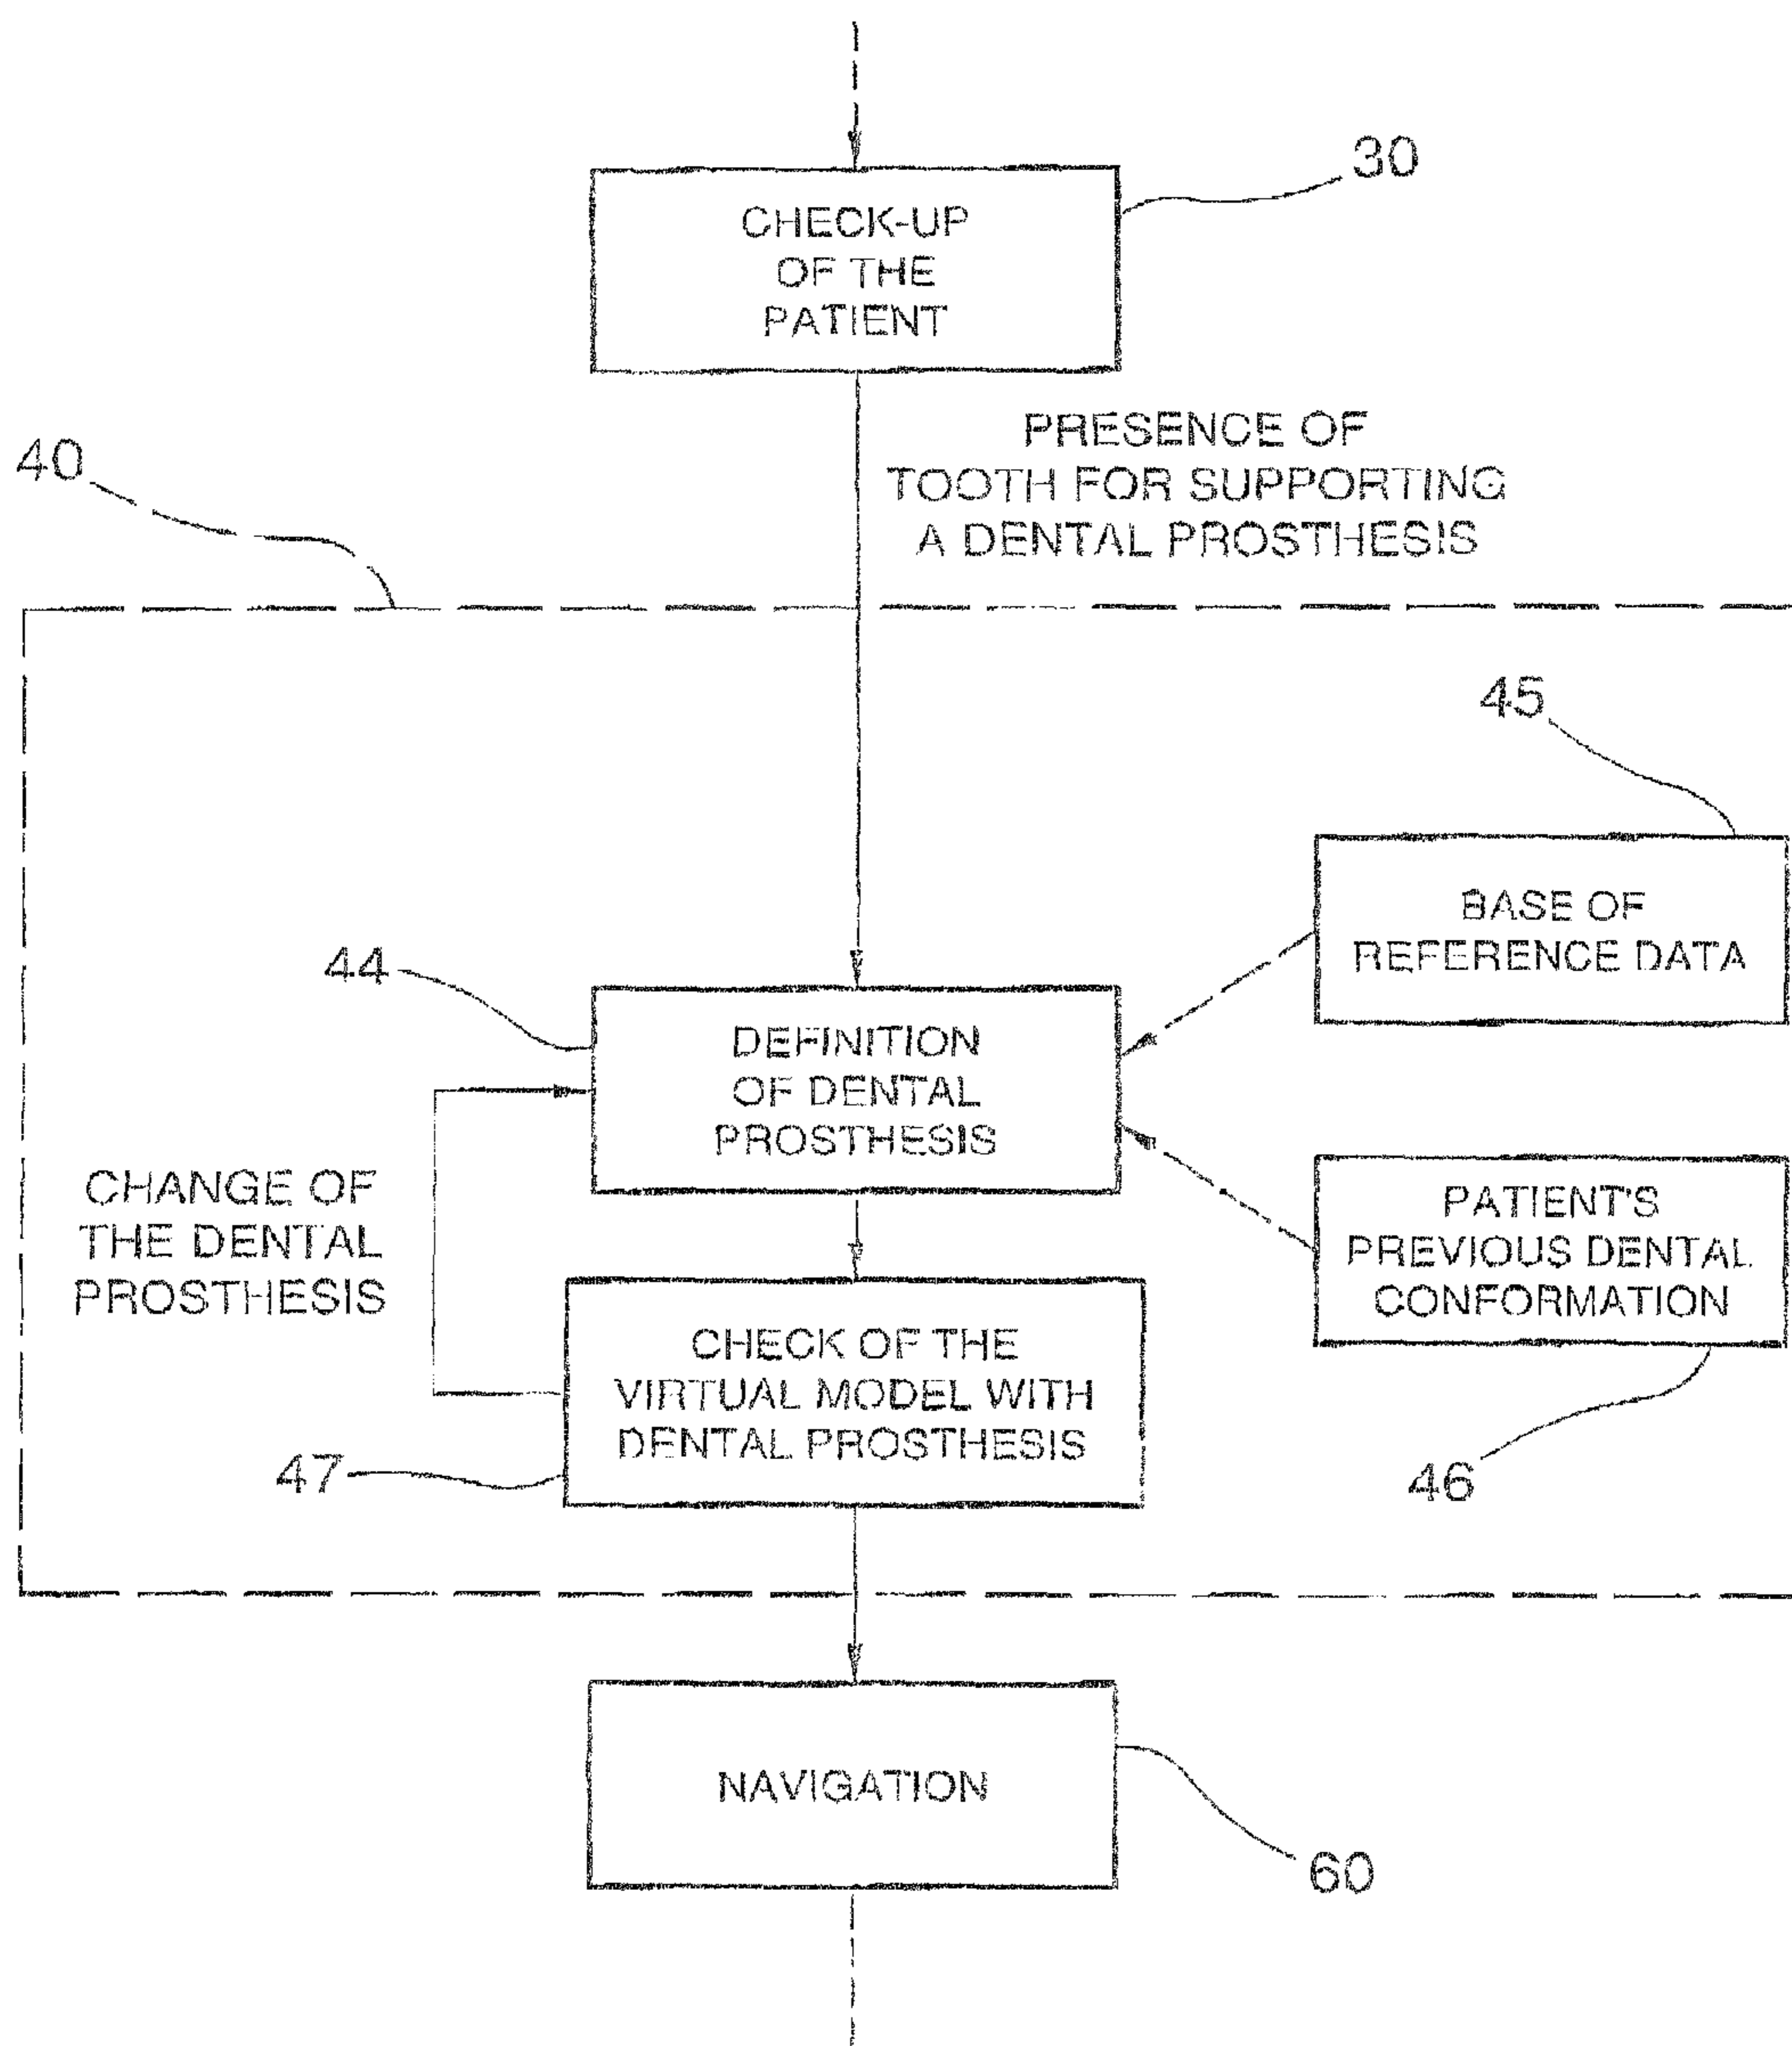 30
CHECK-UP
OF THE
PATIENT
PRESENCE OF
TOOTH FOR SUPPORTING
A DENTAL PROSTHESIS
40
45
BASE OF
REFERENCE DATA
44
DEFINITION
OF DENTAL
PROSTHESIS
CHANGE OF
THE DENTAL
PROSTHESIS
PATIENT'S
PREVIOUS DENTAL
CONFORMATION
46
CHECK OF THE
VIRTUAL MODEL WITH
DENTAL PROSTHESIS
47
NAVIGATION
60